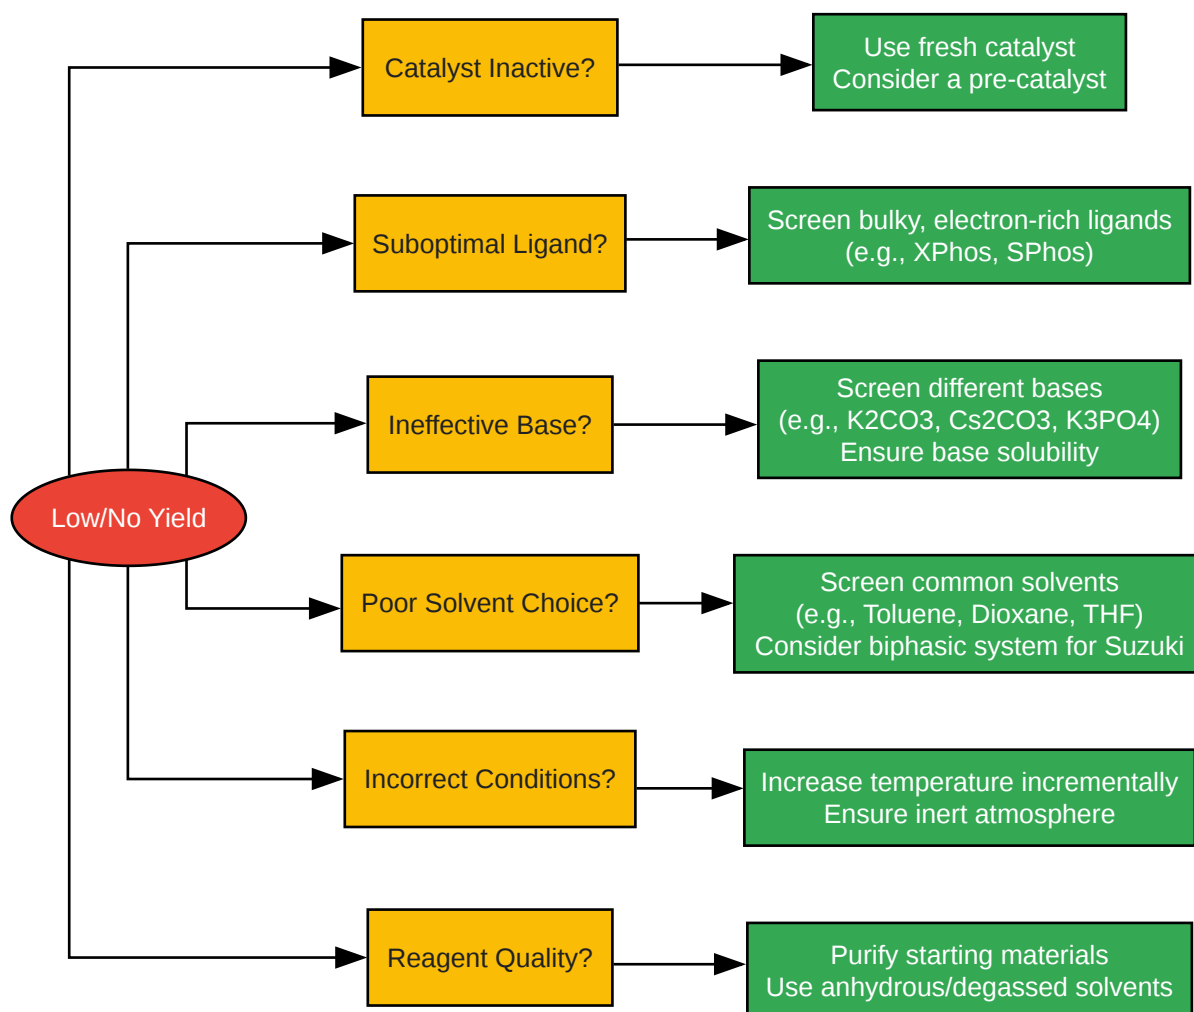 Catalyst Inactive?
Use fresh catalyst
Consider a pre-catalyst
Suboptimal Ligand?
Screen bulky, electron-rich ligands
(e.g., XPhos, SPhos)
Ineffective Base?
Screen different bases
(e.g., K2CO3, Cs2CO3, K3PO4)
Ensure base solubility
Low/No Yield
Poor Solvent Choice?
Screen common solvents
(e.g., Toluene, Dioxane, THF)
Consider biphasic system for Suzuki
Incorrect Conditions?
Increase temperature incrementally
Ensure inert atmosphere
Reagent Quality?
Purify starting materials
Use anhydrous/degassed solvents